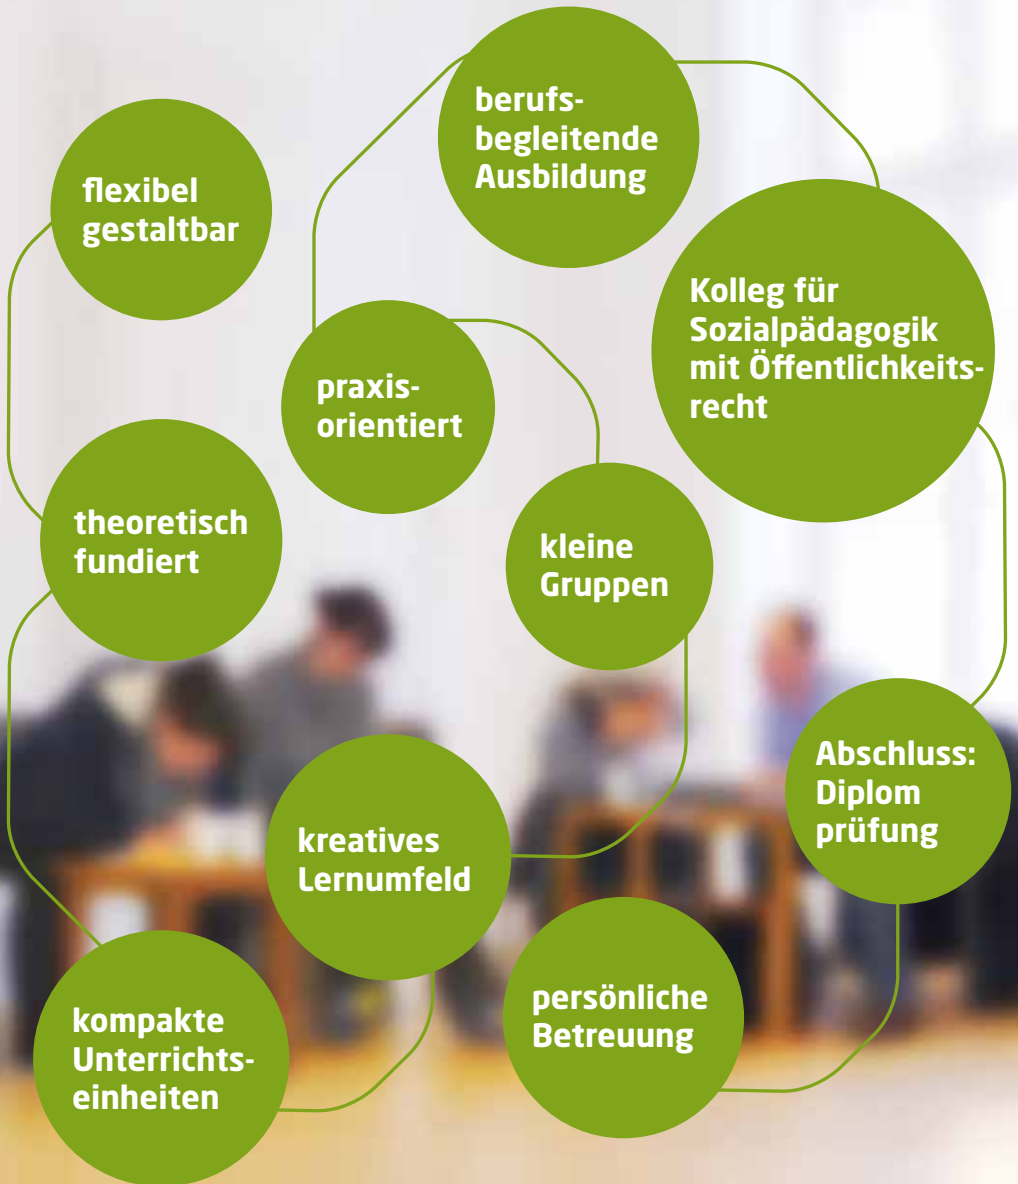 berufs-
begleitende
Ausbildung
flexibel
gestaltbar
Kolleg für
Sozialpädagogik
mit Öffentlichkeits-
recht
praxis-
orientiert
theoretisch
fundiert
kleine
Gruppen
Abschluss:
Diplom
prüfung
kreatives
Lernumfeld
persönliche
Betreuung
kompakte
Unterrichts-
einheiten